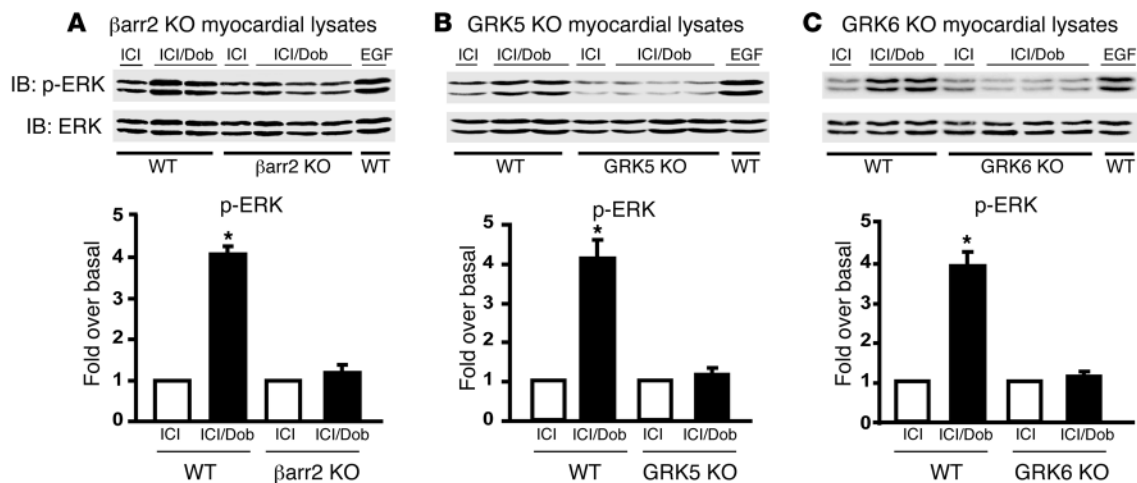 A βarr2 KO myocardial lysates
ICI ICI/Dob ICI ICI/Dob EGF
IB: p-ERK
IB: ERK
WT βarr2 KO WT
p-ERK
Fold over basal
5
4
3
2
1
0
*
ICI ICI/Dob ICI ICI/Dob
WT βarr2 KO
B GRK5 KO myocardial lysates
ICI ICI/Dob ICI ICI/Dob EGF
WT GRK5 KO WT
p-ERK
Fold over basal
5
4
3
2
1
0
*
ICI ICI/Dob ICI ICI/Dob
WT GRK5 KO
C GRK6 KO myocardial lysates
ICI ICI/Dob ICI ICI/Dob EGF
WT GRK6 KO WT
p-ERK
Fold over basal
5
4
3
2
1
0
*
ICI ICI/Dob ICI ICI/Dob
WT GRK6 KO